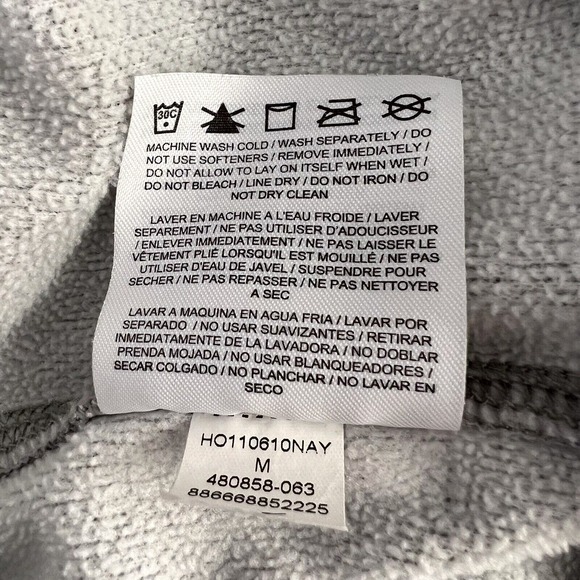 30C
MACHINE WASH COLD / WASH SEPARATELY / DO
NOT USE SOFTENERS / REMOVE IMMEDIATELY /
DO NOT ALLOW TO LAY ON ITSELF WHEN WET /
DO NOT BLEACH / LINE DRY / DO NOT IRON / DO
NOT DRY CLEAN
LAVER EN MACHINE A L'EAU FROIDE / LAVER
SEPAREMENT / NE PAS UTILISER D'ADOUCISSEUR
/ ENLEVER IMMEDIATEMENT / NE PAS LAISSER LE
VÊTEMENT PLIÉ LORSQU'IL EST MOUILLÉ / NE PAS
UTILISER D'EAU DE JAVEL / SUSPENDRE POUR
SECHER / NE PAS REPASSER / NE PAS NETTOYER
A SEC
LAVAR A MAQUINA EN AGUA FRIA / LAVAR POR
SEPARADO / NO USAR SUAVIZANTES / RETIRAR
INMEDIATAMENTE DE LA LAVADORA / NO DOBLAR
PRENDA MOJADA / NO USAR BLANQUEADORES /
SECAR COLGADO / NO PLANCHAR / NO LAVAR EN
SECO
HO110610NAY
M
480858-063
886668852225